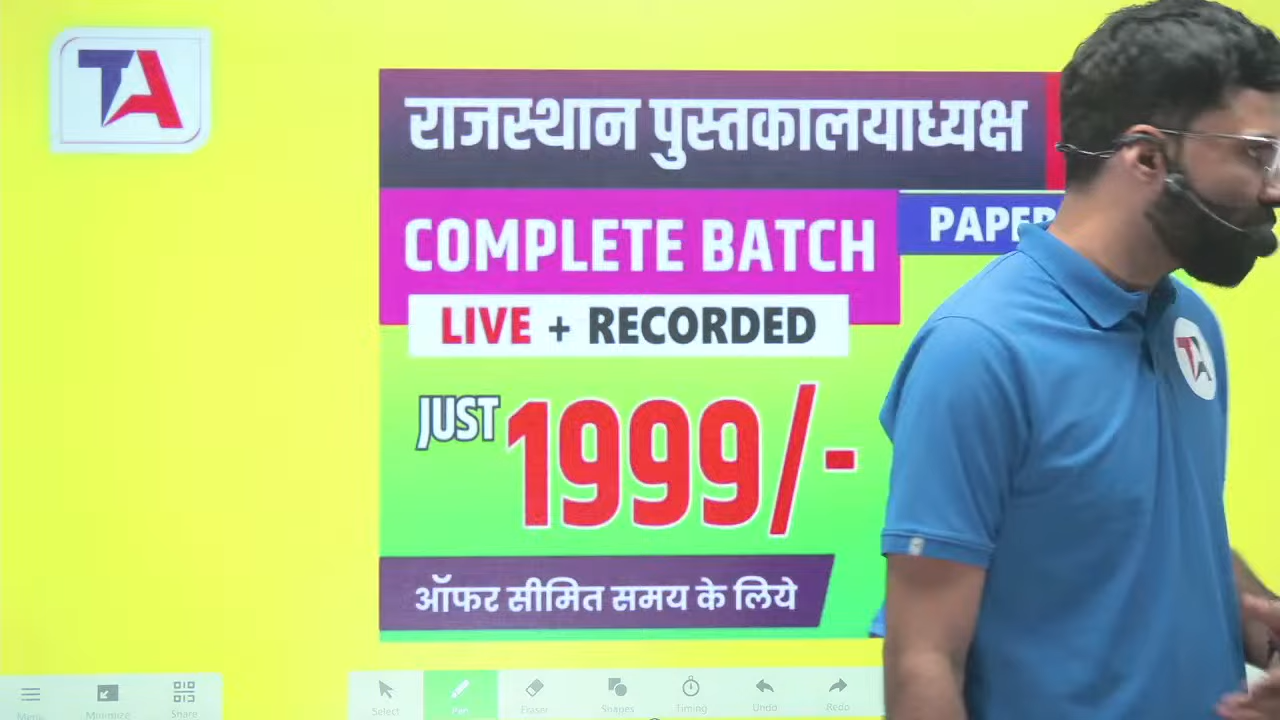 TA
राजस्थान पुस्तकालयाध्यक्ष
COMPLETE BATCH
PAPER
LIVE + RECORDED
JUST 1999/-
ऑफर सीमित समय के लिये
TA
Menu Minimize Share Select Pen Eraser Shapes Timing Undo Redo